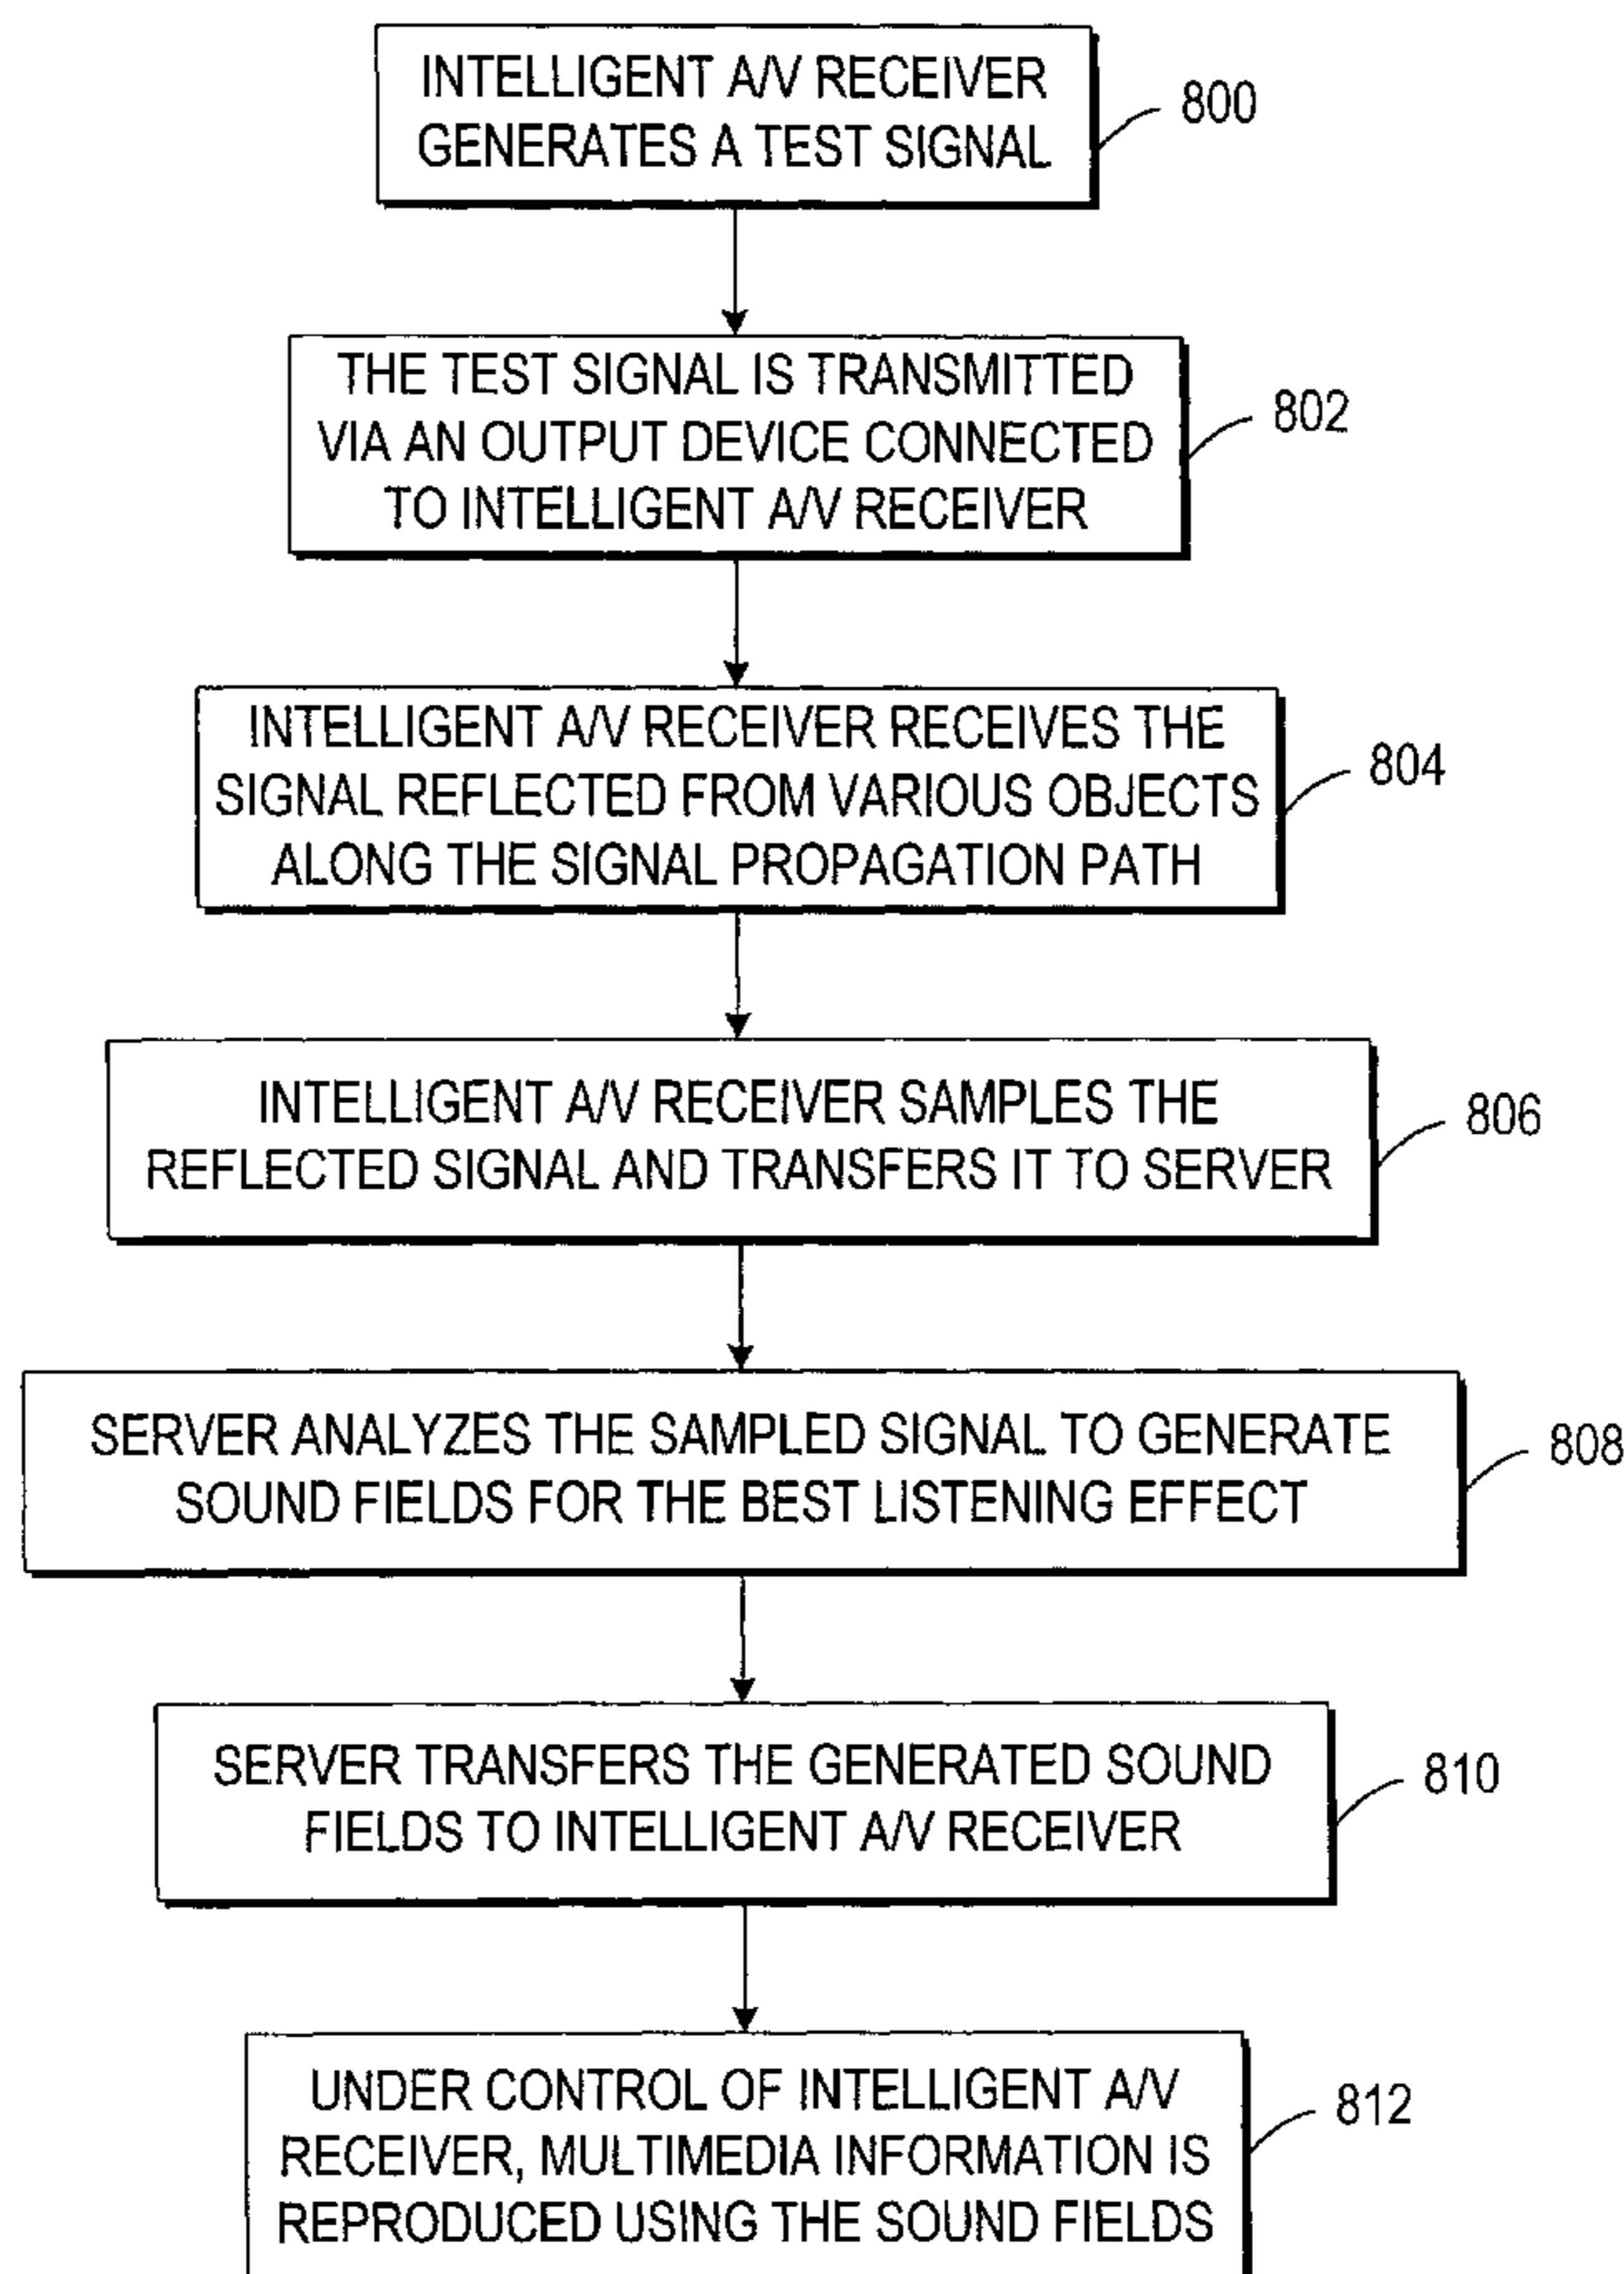 INTELLIGENT A/V RECEIVER
GENERATES A TEST SIGNAL
800
THE TEST SIGNAL IS TRANSMITTED
VIA AN OUTPUT DEVICE CONNECTED
TO INTELLIGENT A/V RECEIVER
802
INTELLIGENT A/V RECEIVER RECEIVES THE
SIGNAL REFLECTED FROM VARIOUS OBJECTS
ALONG THE SIGNAL PROPAGATION PATH
804
INTELLIGENT A/V RECEIVER SAMPLES THE
REFLECTED SIGNAL AND TRANSFERS IT TO SERVER
806
SERVER ANALYZES THE SAMPLED SIGNAL TO GENERATE
SOUND FIELDS FOR THE BEST LISTENING EFFECT
808
SERVER TRANSFERS THE GENERATED SOUND
FIELDS TO INTELLIGENT A/V RECEIVER
810
UNDER CONTROL OF INTELLIGENT A/V
RECEIVER, MULTIMEDIA INFORMATION IS
REPRODUCED USING THE SOUND FIELDS
812